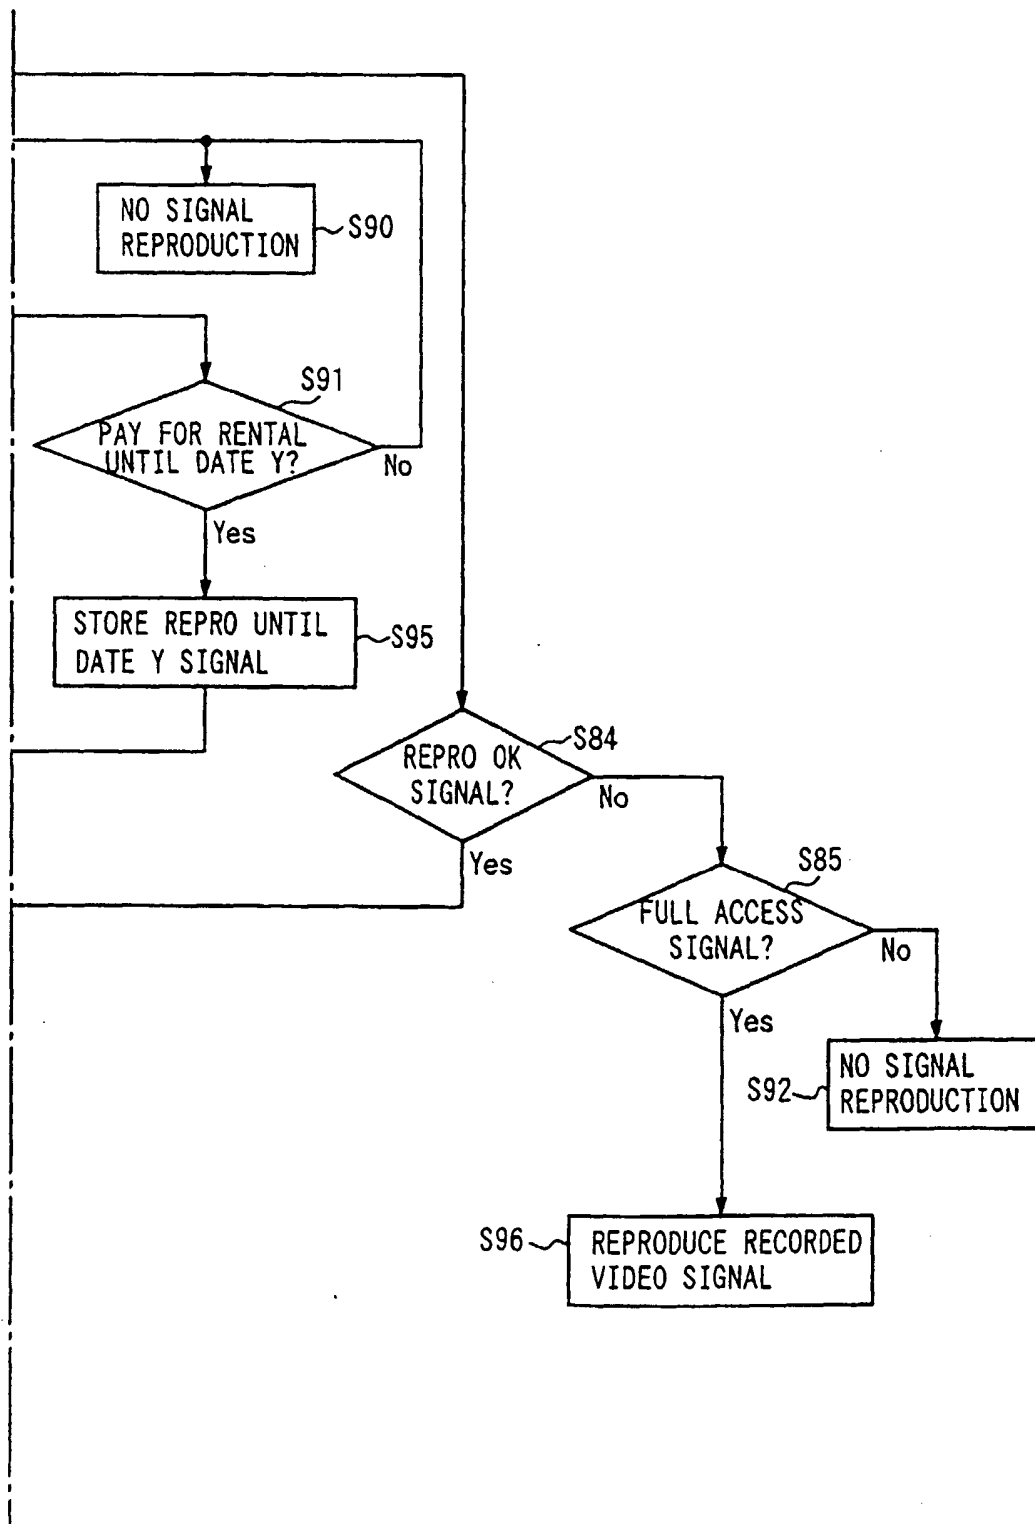 NO SIGNAL
REPRODUCTION
S90
S91
PAY FOR RENTAL
UNTIL DATE Y?
No
Yes
STORE REPRO UNTIL
DATE Y SIGNAL
S95
S84
REPRO OK
SIGNAL?
No
Yes
S85
FULL ACCESS
SIGNAL?
No
Yes
S92
NO SIGNAL
REPRODUCTION
S96
REPRODUCE RECORDED
VIDEO SIGNAL